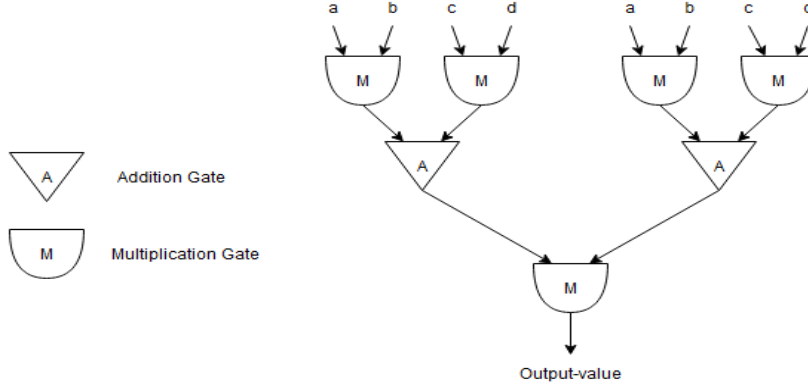 a b c d a b c d
M M M M
A A
A Addition Gate
M Multiplication Gate
M
Output-value